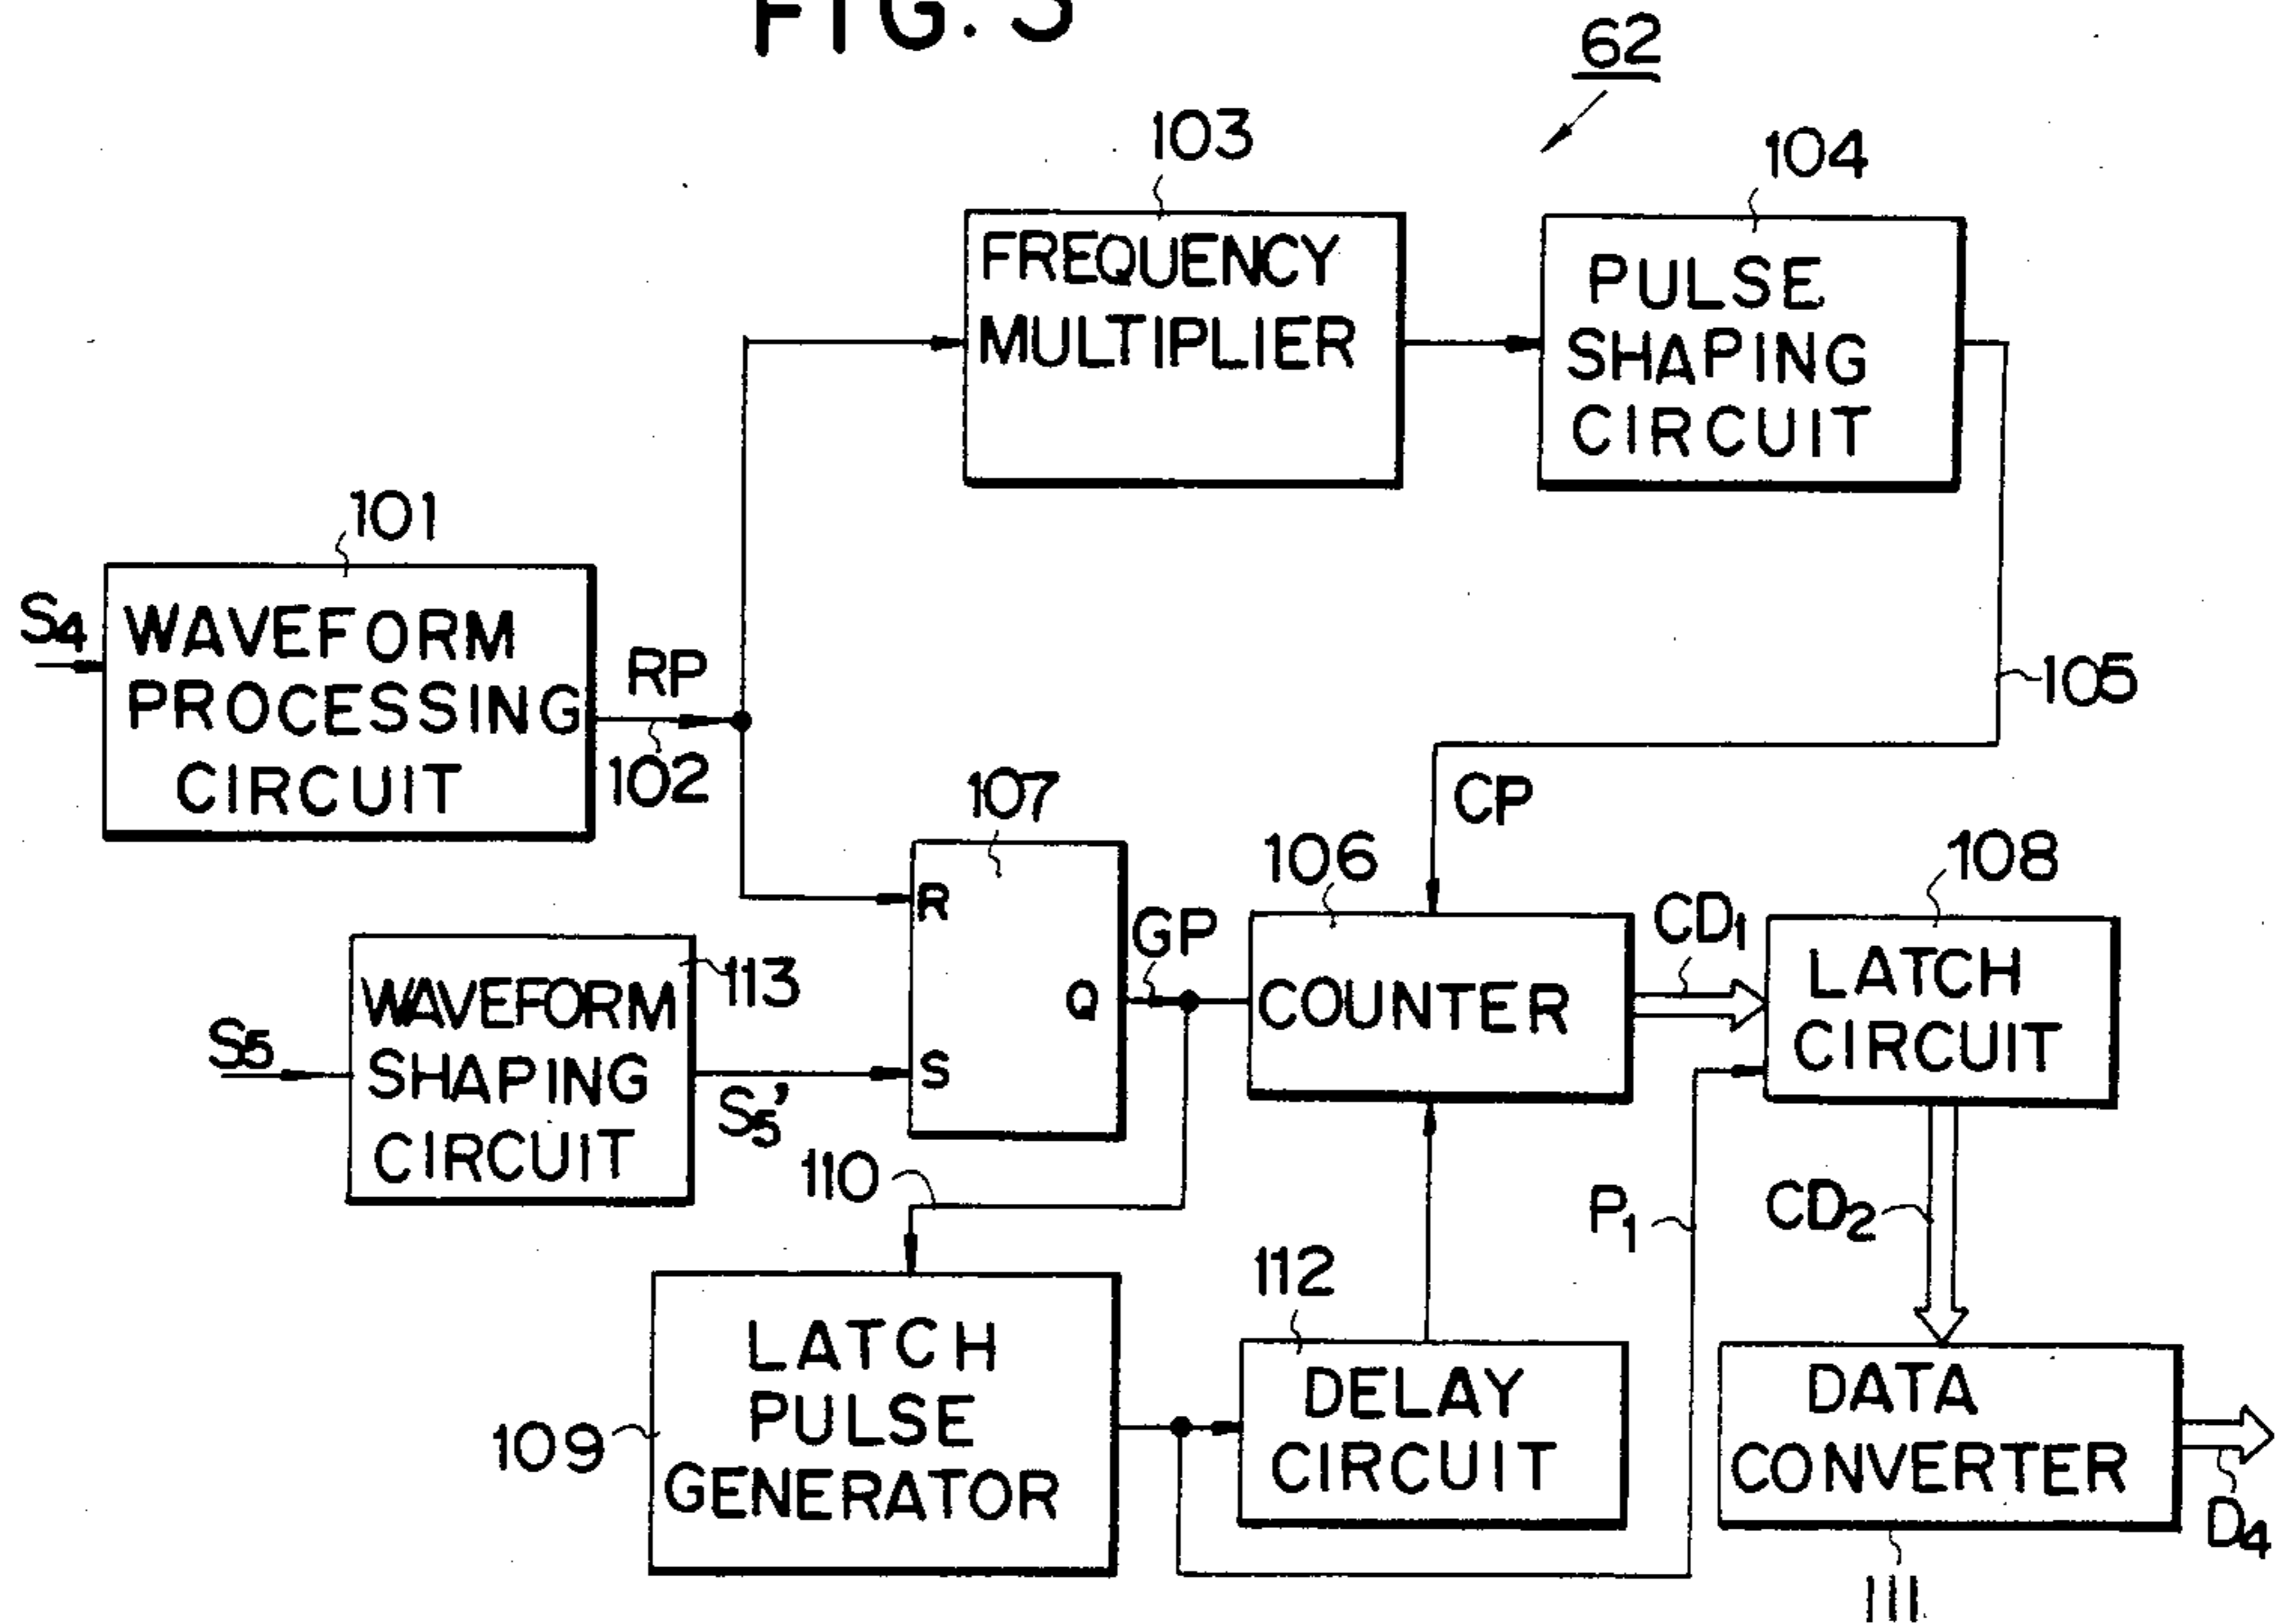 FIG.
62
103
104
FREQUENCY
MULTIPLIER
PULSE
SHAPING
CIRCUIT
101
S4
WAVEFORM
PROCESSING
CIRCUIT
RP
102
105
CP
107
R
S
Q
GP
106
COUNTER
CD1
108
LATCH
CIRCUIT
113
S5
WAVEFORM
SHAPING
CIRCUIT
S5'
110
P1
CD2
109
LATCH
PULSE
GENERATOR
112
DELAY
CIRCUIT
DATA
CONVERTER
D4
111